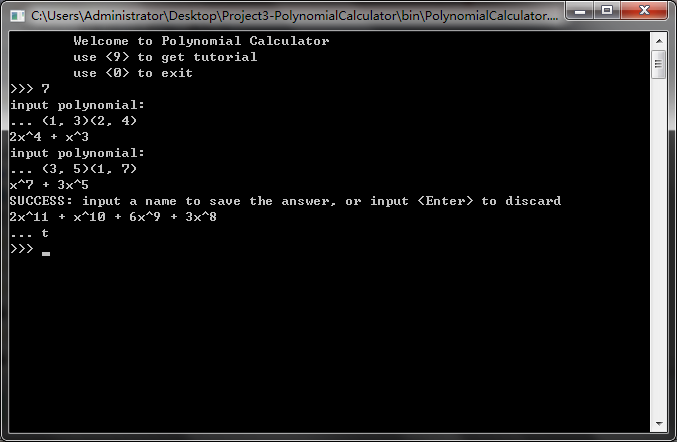 C:\Users\Administrator\Desktop\Project3-PolynomialCalculator\bin\PolynomialCalculator....
Welcome to Polynomial Calculator
use <9> to get tutorial
use <0> to exit
>>> 7
input polynomial:
... (1, 3)(2, 4)
2x^4 + x^3
input polynomial:
... (3, 5)(1, 7)
x^7 + 3x^5
SUCCESS: input a name to save the answer, or input <Enter> to discard
2x^11 + x^10 + 6x^9 + 3x^8
... t
>>> _